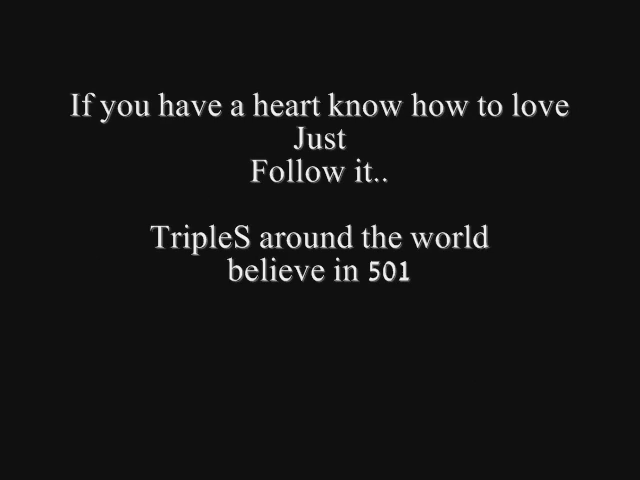 If you have a heart know how to love
Just
Follow it..
TripleS around the world
believe in 501